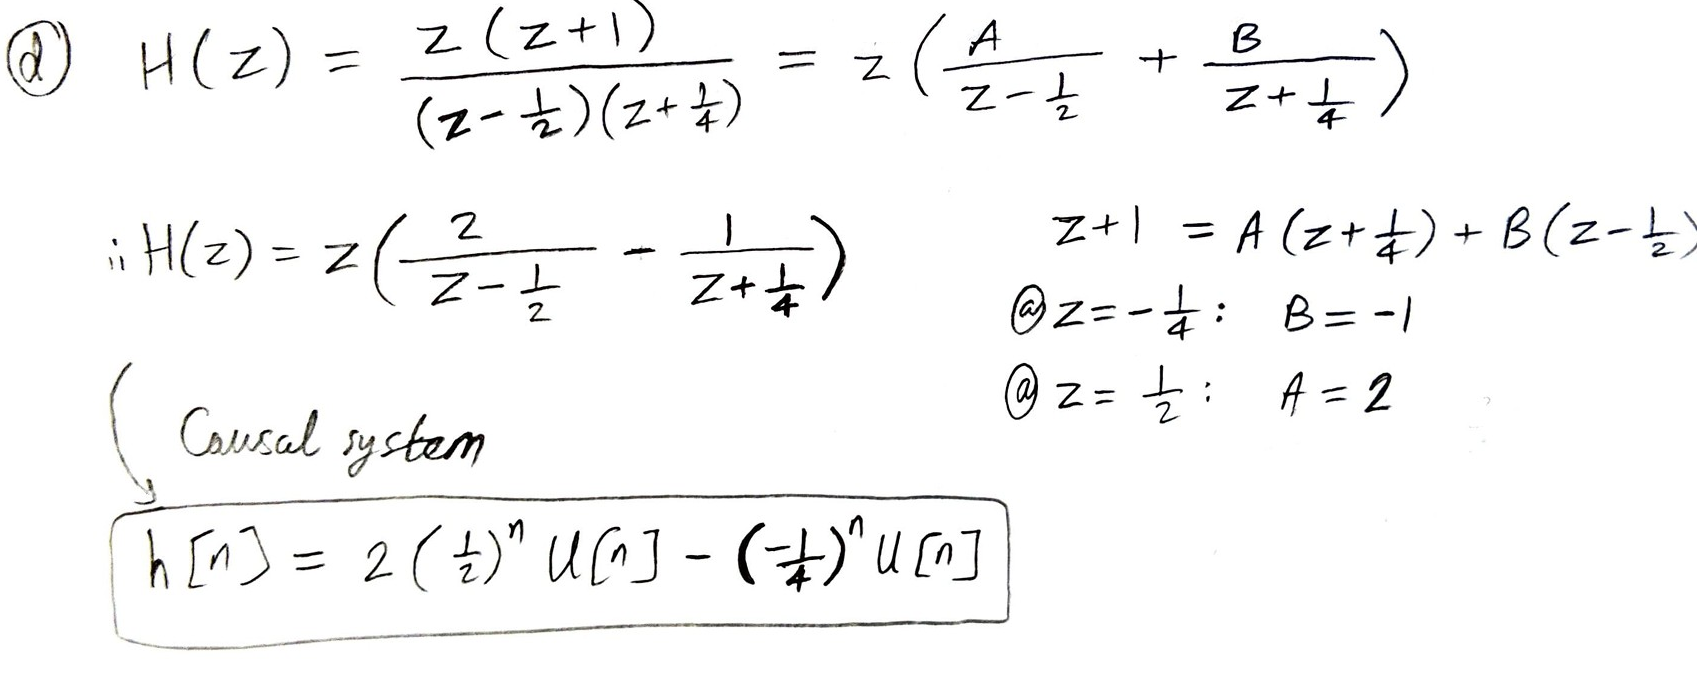 (d) H(z) = z(z+1) / (z-1/2)(z+1/4) = z(A/(z-1/2) + B/(z+1/4))
ii H(z) = z(2/(z-1/2) - 1/(z+1/4))
z+1 = A(z+1/4) + B(z-1/2)
@ z=-1/4: B=-1
@ z=1/2: A=2
Causal system
h[n] = 2(1/2)^n U[n] - (-1/4)^n U[n]